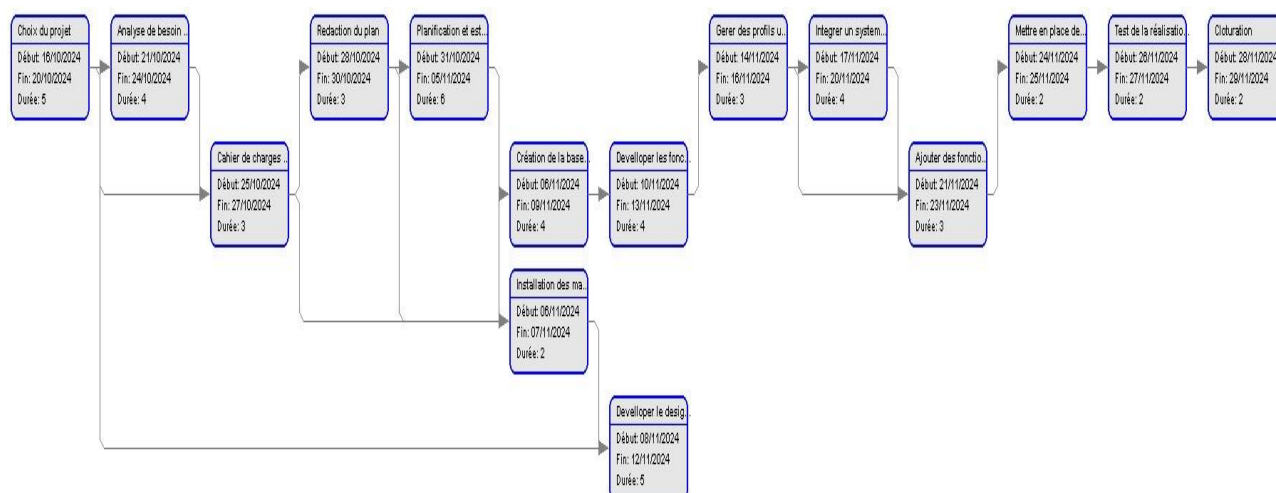 Choix du projet
Début: 16/10/2024
Fin: 20/10/2024
Durée: 5
Analyse de besoin ...
Début: 21/10/2024
Fin: 24/10/2024
Durée: 4
Redaction du plan
Début: 28/10/2024
Fin: 30/10/2024
Durée: 3
Planification et est...
Début: 31/10/2024
Fin: 05/11/2024
Durée: 6
Gerer des profils u...
Début: 14/11/2024
Fin: 16/11/2024
Durée: 3
Integrer un system...
Début: 17/11/2024
Fin: 20/11/2024
Durée: 4
Mettre en place de...
Début: 24/11/2024
Fin: 25/11/2024
Durée: 2
Test de la réalisatio...
Début: 26/11/2024
Fin: 27/11/2024
Durée: 2
Cloturation
Début: 28/11/2024
Fin: 29/11/2024
Durée: 2
Cahier de charges ...
Début: 25/10/2024
Fin: 27/10/2024
Durée: 3
Création de la base...
Début: 06/11/2024
Fin: 09/11/2024
Durée: 4
Develloper les fonc...
Début: 10/11/2024
Fin: 13/11/2024
Durée: 4
Ajouter des fonctio...
Début: 21/11/2024
Fin: 23/11/2024
Durée: 3
Installation des ma...
Début: 06/11/2024
Fin: 07/11/2024
Durée: 2
Develloper le desig...
Début: 08/11/2024
Fin: 12/11/2024
Durée: 5